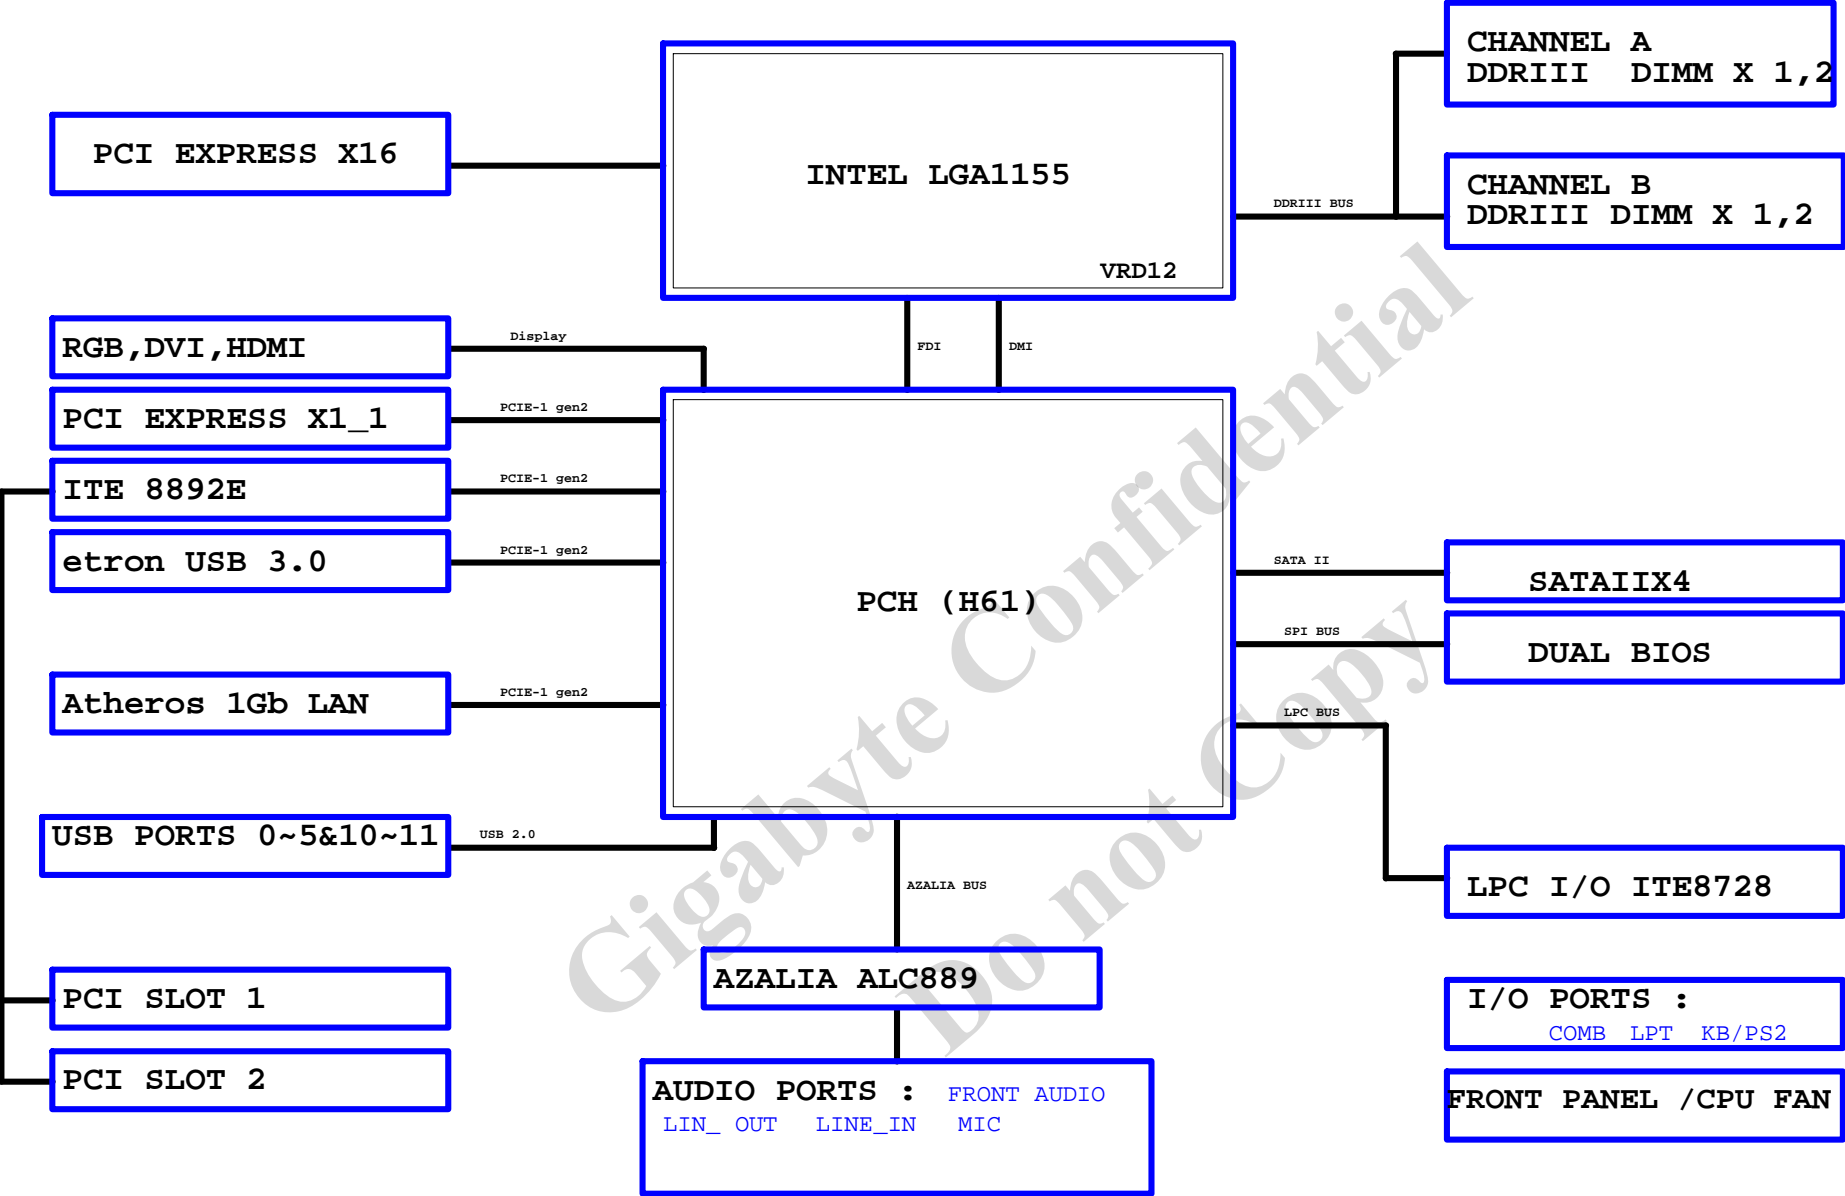 CHANNEL A
DDRIII DIMM X 1,2
PCI EXPRESS X16
INTEL LGA1155
CHANNEL B
DDRIII DIMM X 1,2
DDRIII BUS
VRD12
RGB,DVI,HDMI
Display
FDI
DMI
PCI EXPRESS X1_1
PCIE-1 gen2
ITE 8892E
PCIE-1 gen2
etron USB 3.0
PCIE-1 gen2
PCH (H61)
SATA II
SATAIIX4
SPI BUS
DUAL BIOS
Atheros 1Gb LAN
PCIE-1 gen2
LPC BUS
USB PORTS 0~5&10~11
USB 2.0
AZALIA BUS
LPC I/O ITE8728
AZALIA ALC889
PCI SLOT 1
I/O PORTS :
COMB LPT KB/PS2
PCI SLOT 2
AUDIO PORTS : FRONT AUDIO
LIN_ OUT LINE_IN MIC
FRONT PANEL /CPU FAN
Gigabyte Confidential
Do not Copy